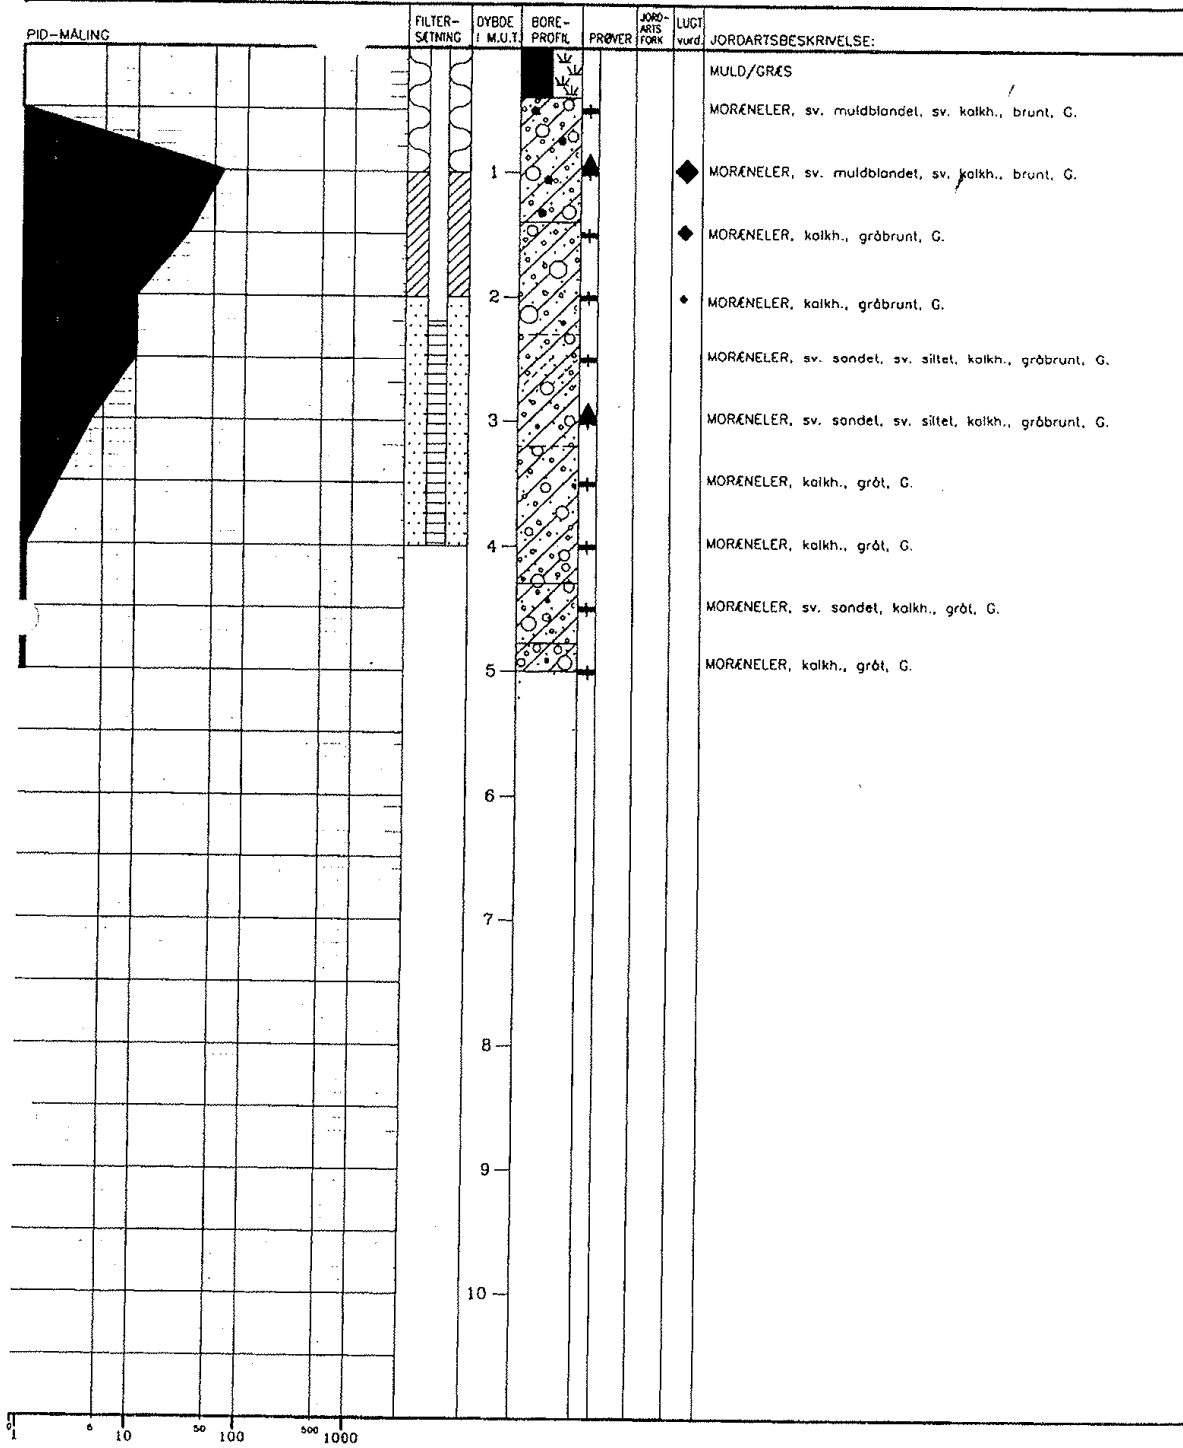 PID-MÅLING
FILTER-
SÆTNING
DYBDE
I M.U.T.
BORE-
PROFIL
PRØVER
JORD-
ARTS
FORK
LUGT
vurd.
JORDARTSBESKRIVELSE:
MULD/GRÆS
MORÆNELER, sv. muldblandet, sv. kalkh., brunt, G.
1
MORÆNELER, sv. muldblandet, sv. kalkh., brunt, G.
MORÆNELER, kalkh., gråbrunt, G.
2
MORÆNELER, kalkh., gråbrunt, G.
MORÆNELER, sv. sandet, sv. siltet, kalkh., gråbrunt, G.
3
MORÆNELER, sv. sandet, sv. siltet, kalkh., gråbrunt, G.
MORÆNELER, kalkh., gråt, G.
4
MORÆNELER, kalkh., gråt, G.
MORÆNELER, sv. sandet, kalkh., gråt, G.
5
MORÆNELER, kalkh., gråt, G.
6
7
8
9
10
1 10 50 100 500 1000